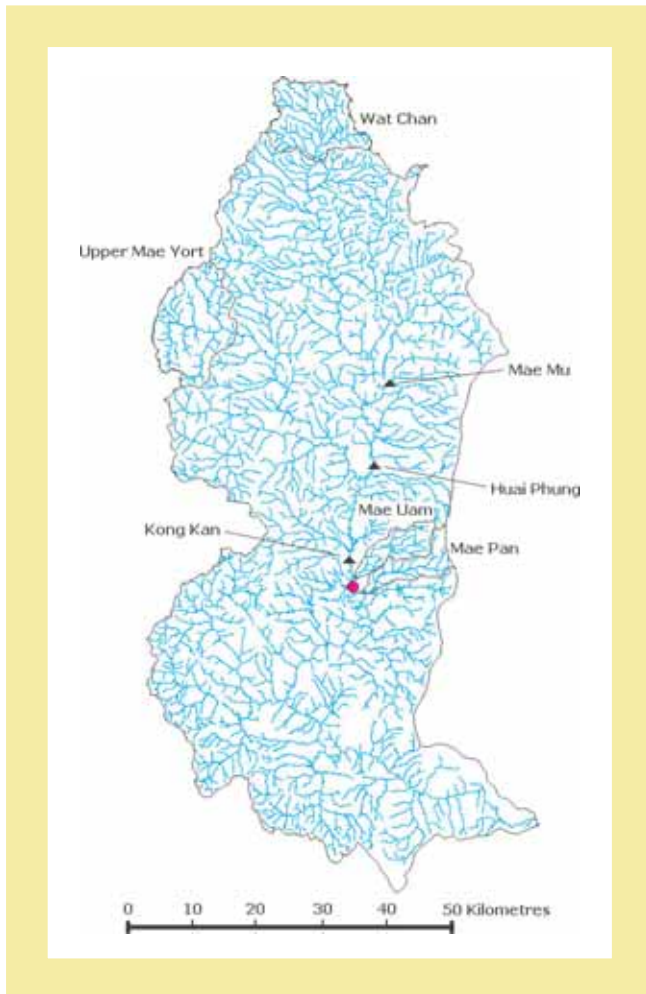 Wat Chan
Upper Mae Yort
Mae Mu
Huai Phung
Mae Uam
Kong Kan
Mae Pan
0 10 20 30 40 50 Kilometres